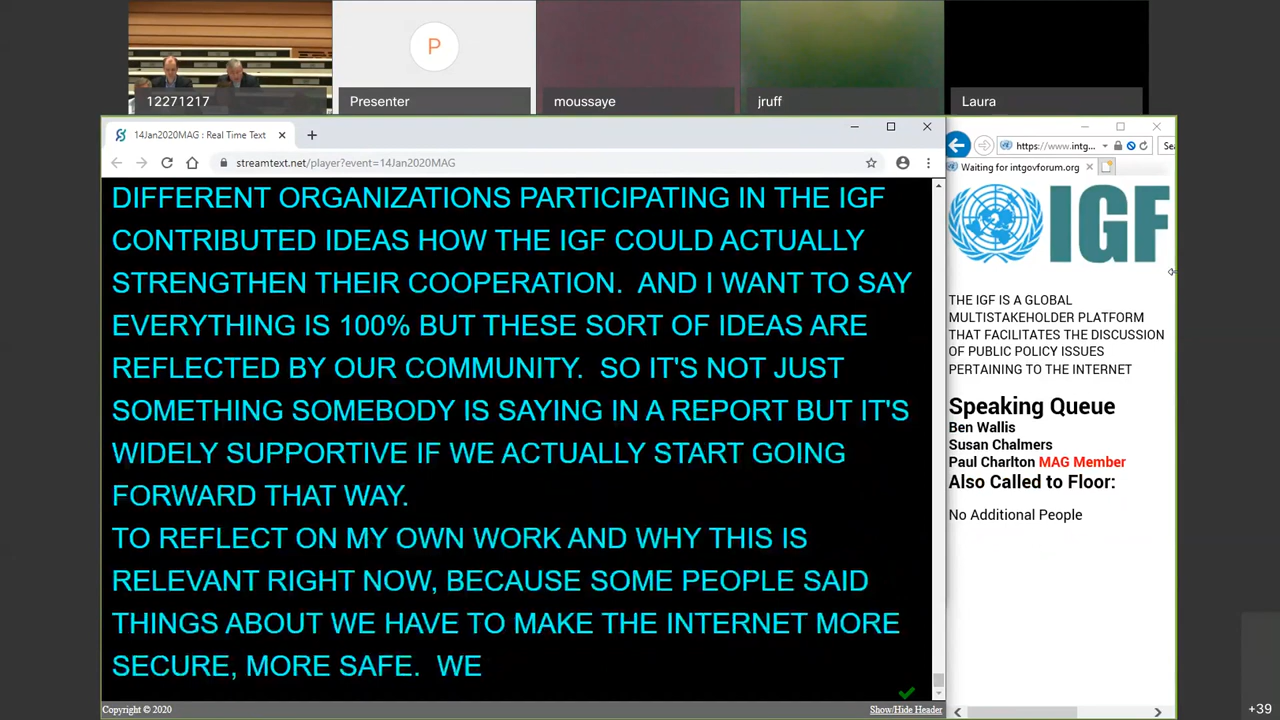 P
12271217
Presenter
moussaye
jruff
Laura
14Jan2020MAG : Real Time Text
streamtext.net/player?event=14Jan2020MAG
DIFFERENT ORGANIZATIONS PARTICIPATING IN THE IGF
CONTRIBUTED IDEAS HOW THE IGF COULD ACTUALLY
STRENGTHEN THEIR COOPERATION.  AND I WANT TO SAY
EVERYTHING IS 100% BUT THESE SORT OF IDEAS ARE
REFLECTED BY OUR COMMUNITY.  SO IT'S NOT JUST
SOMETHING SOMEBODY IS SAYING IN A REPORT BUT IT'S
WIDELY SUPPORTIVE IF WE ACTUALLY START GOING
FORWARD THAT WAY.
TO REFLECT ON MY OWN WORK AND WHY THIS IS
RELEVANT RIGHT NOW, BECAUSE SOME PEOPLE SAID
THINGS ABOUT WE HAVE TO MAKE THE INTERNET MORE
SECURE, MORE SAFE.  WE
Copyright © 2020
Show/Hide Header
https://www.intg...
Sea
Waiting for intgovforum.org
IGF
THE IGF IS A GLOBAL
MULTISTAKEHOLDER PLATFORM
THAT FACILITATES THE DISCUSSION
OF PUBLIC POLICY ISSUES
PERTAINING TO THE INTERNET
Speaking Queue
Ben Wallis
Susan Chalmers
Paul Charlton MAG Member
Also Called to Floor:
No Additional People
+39